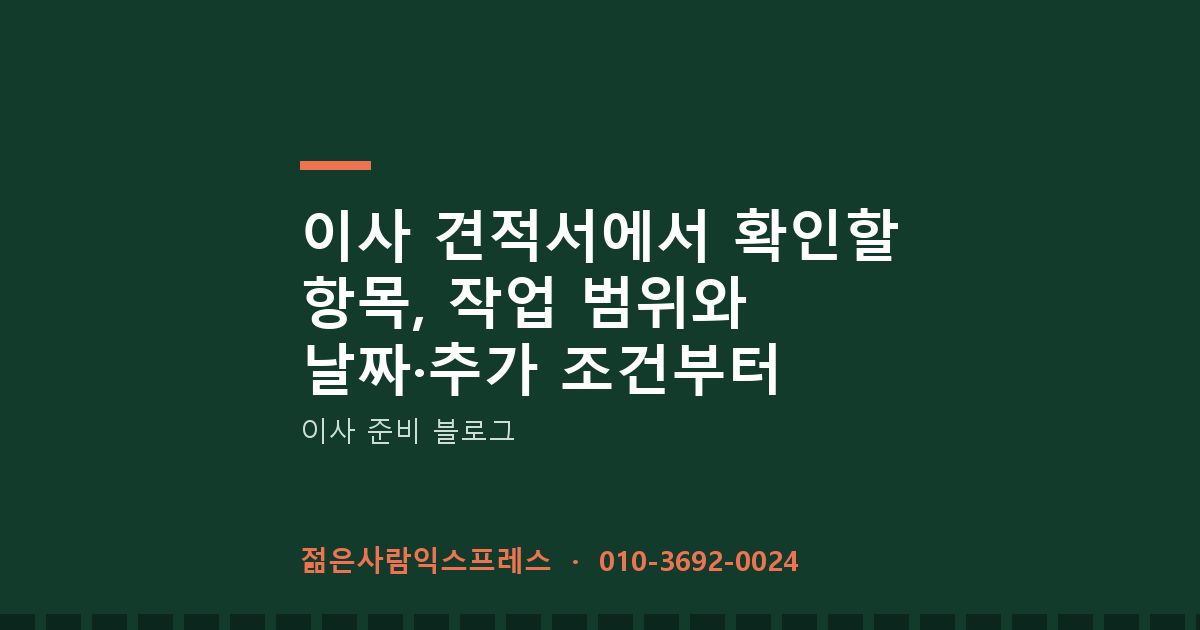 이사 견적서에서 확인할
항목, 작업 범위와
날짜·추가 조건부터
이사 준비 블로그
젊은사람익스프레스 · 010-3692-0024